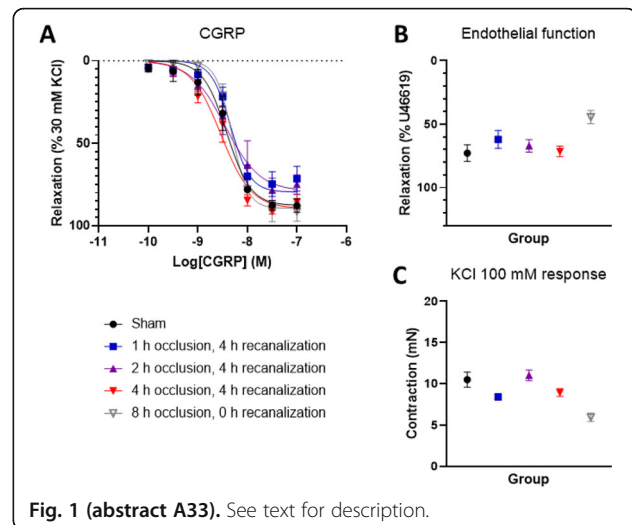 A
CGRP
Relaxation (% 30 mM KCl)
0
50
100
-11 -10 -9 -8 -7 -6
Log[CGRP] (M)
Sham
1 h occlusion, 4 h recanalization
2 h occlusion, 4 h recanalization
4 h occlusion, 4 h recanalization
8 h occlusion, 0 h recanalization
B
Endothelial function
Relaxation (% U46619)
0
50
100
Group
C
KCl 100 mM response
Contraction (mN)
20
15
10
5
0
Group
Fig. 1 (abstract A33). See text for description.